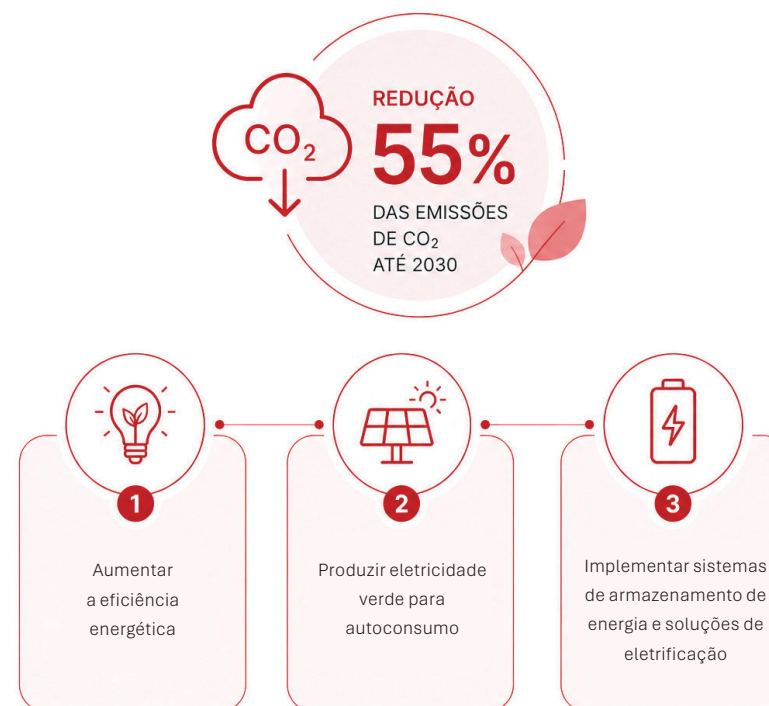 CO₂
REDUÇÃO
55%
DAS EMISSÕES
DE CO₂
ATÉ 2030
1
Aumentar
a eficiência
energética
2
Produzir eletricidade
verde para
autoconsumo
3
Implementar sistemas
de armazenamento de
energia e soluções de
eletrificação